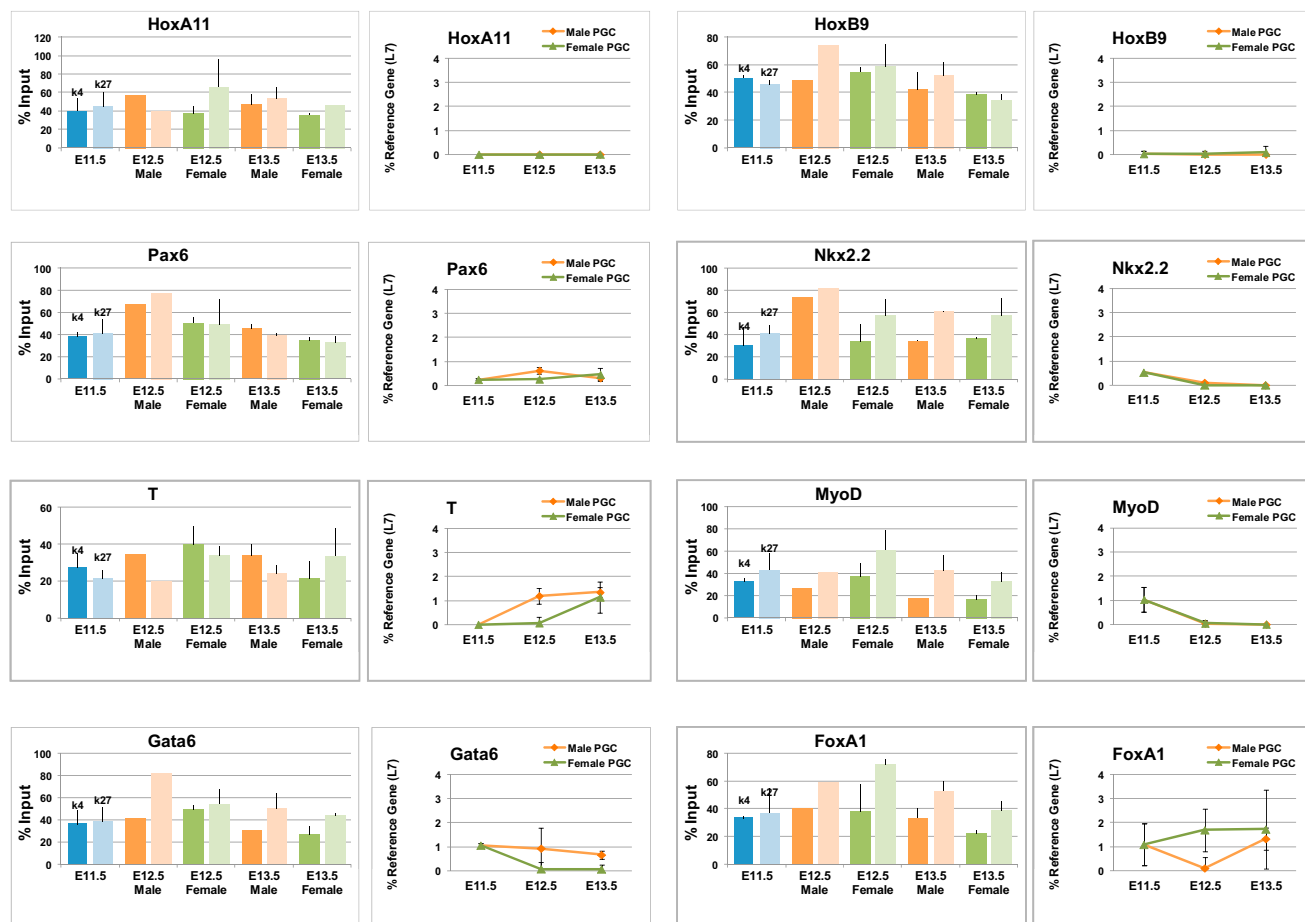 HoxA11
% Input
120
100
80
60
40
20
0
k4
k27
E11.5 E12.5 E12.5 E13.5 E13.5
Male Female Male Female
HoxA11
Male PGC
Female PGC
% Reference Gene (L7)
4
3
2
1
0
E11.5 E12.5 E13.5
HoxB9
% Input
80
60
40
20
0
k4
k27
E11.5 E12.5 E12.5 E13.5 E13.5
Male Female Male Female
HoxB9
Male PGC
Female PGC
% Reference Gene (L7)
4
3
2
1
0
E11.5 E12.5 E13.5
Pax6
% Input
100
80
60
40
20
0
k4
k27
E11.5 E12.5 E12.5 E13.5 E13.5
Male Female Male Female
Pax6
Male PGC
Female PGC
% Reference Gene (L7)
4
3
2
1
0
E11.5 E12.5 E13.5
Nkx2.2
% Input
100
80
60
40
20
0
k4
k27
E11.5 E12.5 E12.5 E13.5 E13.5
Male Female Male Female
Nkx2.2
Male PGC
Female PGC
% Reference Gene (L7)
4
3
2
1
0
E11.5 E12.5 E13.5
T
% Input
60
40
20
0
k4
k27
E11.5 E12.5 E12.5 E13.5 E13.5
Male Female Male Female
T
Male PGC
Female PGC
% Reference Gene (L7)
4
3
2
1
0
E11.5 E12.5 E13.5
MyoD
% Input
100
80
60
40
20
0
k4
k27
E11.5 E12.5 E12.5 E13.5 E13.5
Male Female Male Female
MyoD
Male PGC
Female PGC
% Reference Gene (L7)
4
3
2
1
0
E11.5 E12.5 E13.5
Gata6
% Input
100
80
60
40
20
0
k4
k27
E11.5 E12.5 E12.5 E13.5 E13.5
Male Female Male Female
Gata6
Male PGC
Female PGC
% Reference Gene (L7)
4
3
2
1
0
E11.5 E12.5 E13.5
FoxA1
% Input
80
60
40
20
0
k4
k27
E11.5 E12.5 E12.5 E13.5 E13.5
Male Female Male Female
FoxA1
Male PGC
Female PGC
% Reference Gene (L7)
4
3
2
1
0
E11.5 E12.5 E13.5